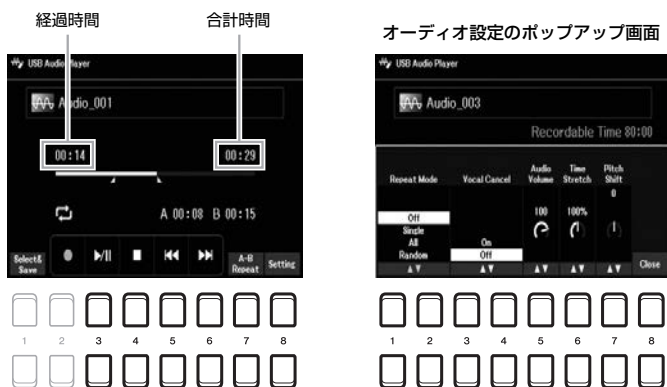 経過時間
合計時間
USB Audio Player
Audio_001
00:14
00:29
A 00:08 B 00:15
Select&
Save
A-B
Repeat
Setting
1 2 3 4 5 6 7 8
オーディオ設定のポップアップ画面
USB Audio Player
Audio_003
Recordable Time 80:00
Repeat Mode
Vocal Cancel
Audio
Volume
Time
Stretch
Pitch
Shift
0
100
100%
Off
Single
All
Random
On
Off
Close
1 2 3 4 5 6 7 8